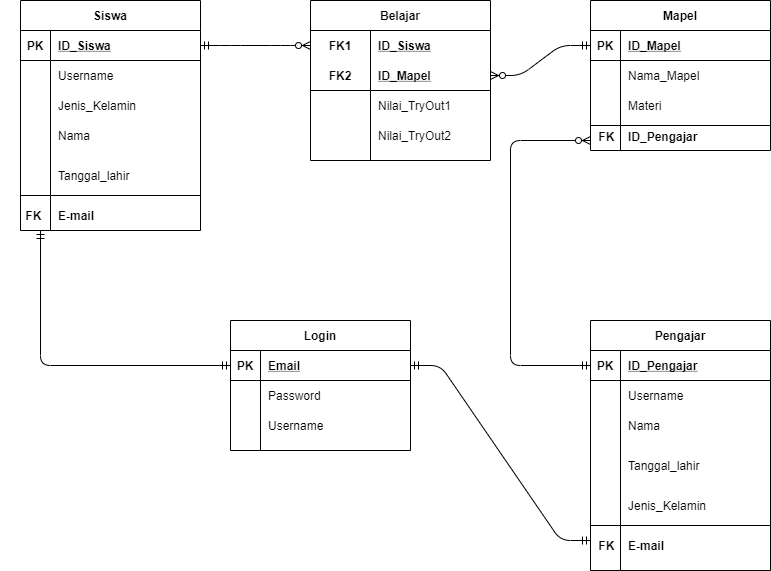 Siswa
PK ID_Siswa
Username
Jenis_Kelamin
Nama
Tanggal_lahir
FK E-mail
Belajar
FK1 ID_Siswa
FK2 ID_Mapel
Nilai_TryOut1
Nilai_TryOut2
Mapel
PK ID_Mapel
Nama_Mapel
Materi
FK ID_Pengajar
Login
PK Email
Password
Username
Pengajar
PK ID_Pengajar
Username
Nama
Tanggal_lahir
Jenis_Kelamin
FK E-mail